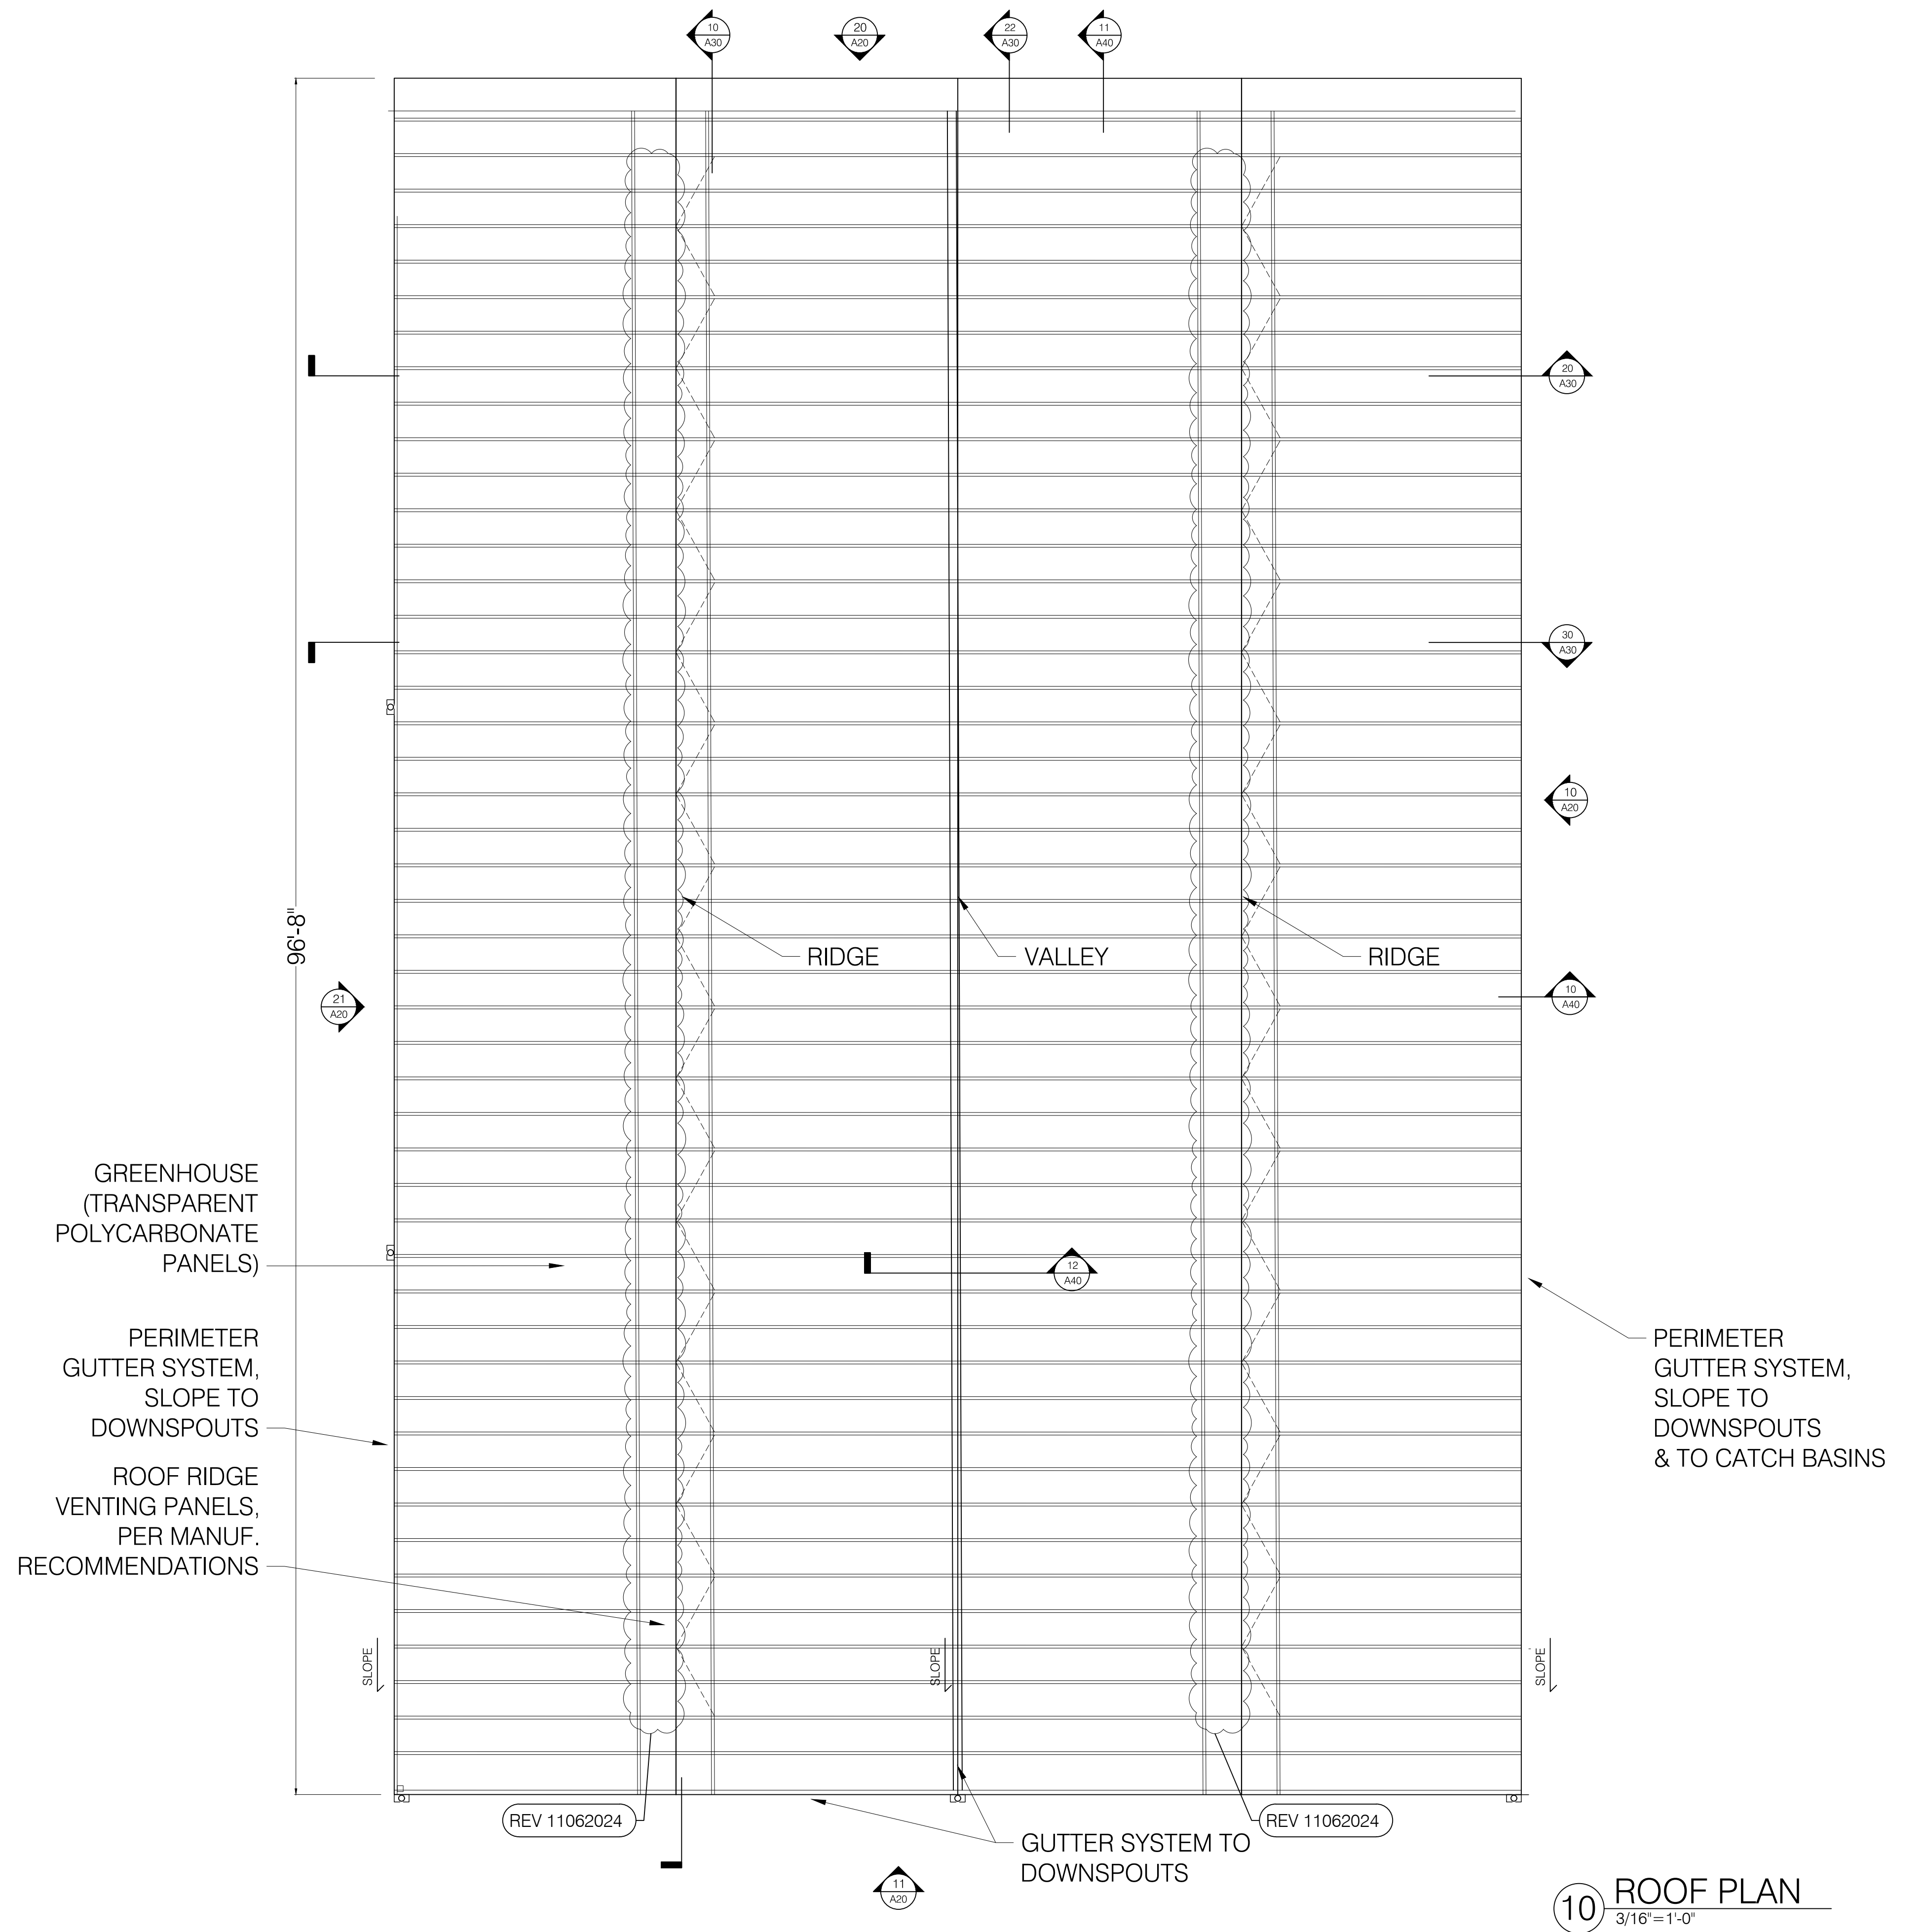 10
A30
20
A20
22
A30
11
A40
20
A30
30
A30
96'-8"
10
A20
RIDGE
VALLEY
RIDGE
21
A20
10
A40
GREENHOUSE
(TRANSPARENT
POLYCARBONATE
PANELS)
12
A40
PERIMETER
GUTTER SYSTEM,
SLOPE TO
DOWNSPOUTS
PERIMETER
GUTTER SYSTEM,
SLOPE TO
DOWNSPOUTS
& TO CATCH BASINS
ROOF RIDGE
VENTING PANELS,
PER MANUF.
RECOMMENDATIONS
SLOPE
SLOPE
SLOPE
REV 11062024
REV 11062024
GUTTER SYSTEM TO
DOWNSPOUTS
11
A20
10
ROOF PLAN
3/16"=1'-0"